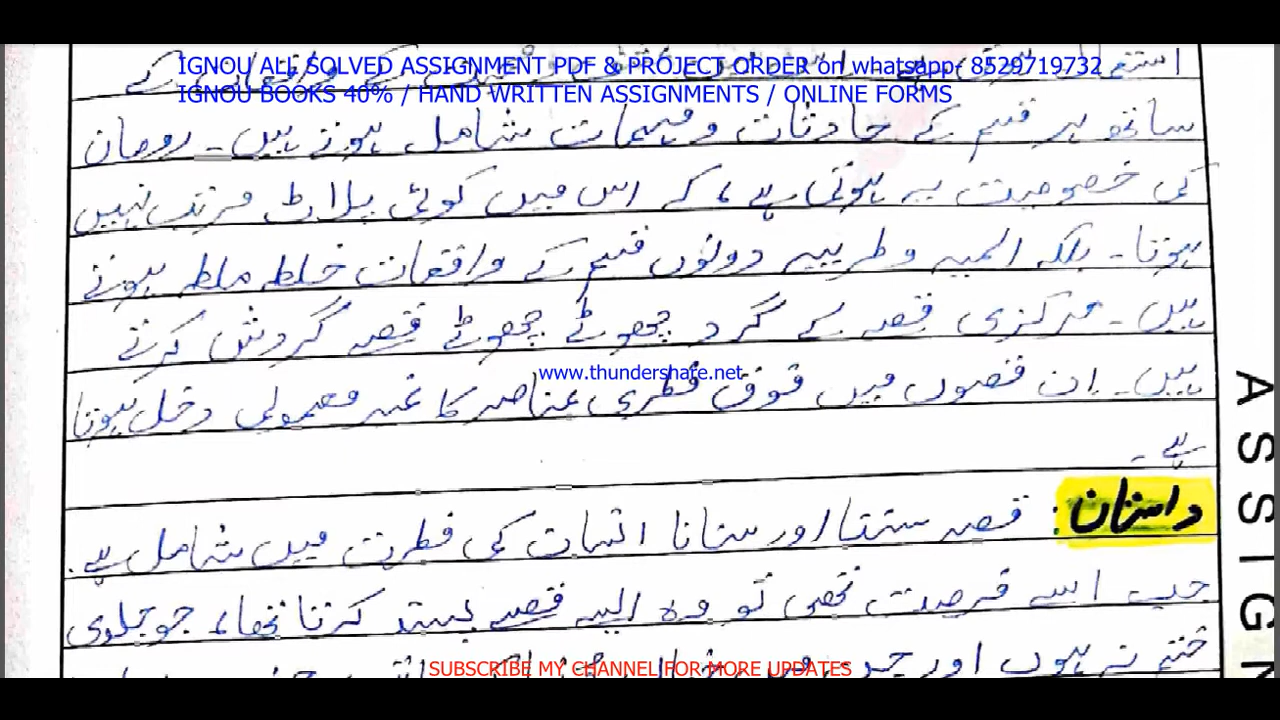 IGNOU ALL SOLVED ASSIGNMENT PDF & PROJECT ORDER on whatsapp- 8529719732
IGNOU BOOKS 40% / HAND WRITTEN ASSIGNMENTS / ONLINE FORMS
کے
ساتھ ہر قسم کے حادثات و مہمات شامل ہوتے ہیں۔ رومان
کی خصوصیت یہ ہوتی ہے، کے اس میں کوئی پلاٹ مرتب نہیں
ہوتا۔ بلکہ المیہ و طربیہ دونوں قسم کے واقعات خلط ملط ہوتے
ہیں۔ مرکزی قصے کے گرد چھوٹے چھوٹے قصے گردش کرتے
www.thundershare.net
ہیں۔ ان قصوں میں فوق فطری عناصر کا غیر معمولی دخل ہوتا
ہے۔
داستان: قصہ سننا اور سنانا انسان کی فطرت میں شامل ہے۔
جب اسے فرصت تھی تو وہ ایسے قصے پسند کرتا تھا، جو جلدی
ختم نہ ہوں اور جن میں
SUBSCRIBE MY CHANNEL FOR MORE UPDATES
ASSIGN